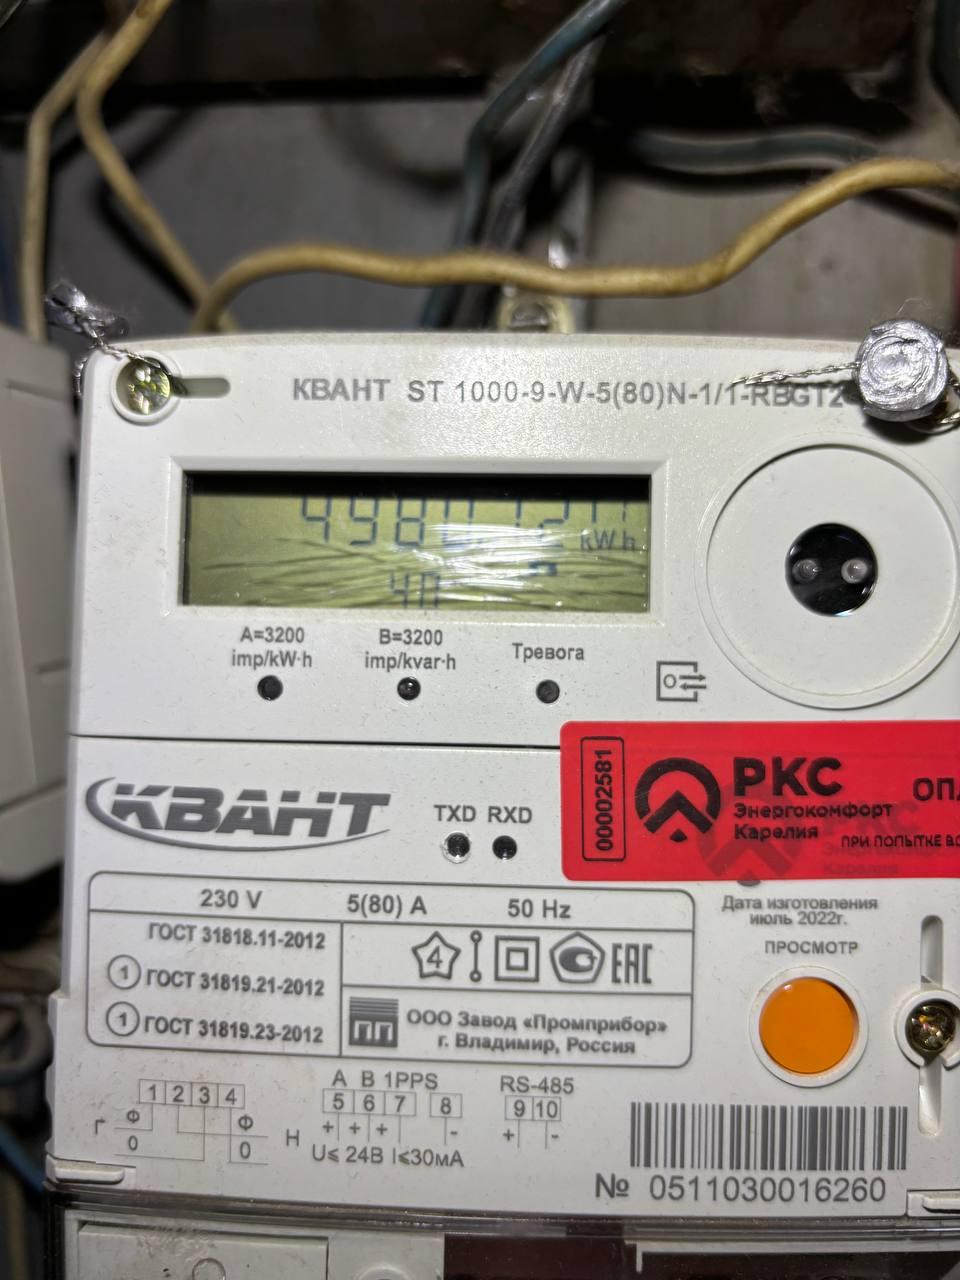 КВАНТ ST 1000-9-W-5(80)N-1/1-RBGT2
kWh
A=3200
imp/kW·h
B=3200
imp/kvar·h
Тревога
КВАНТ
TXD RXD
00002581
РКС
Энергокомфорт
Карелия
ПРИ ПОПЫТКЕ
230 V 5(80) A 50 Hz
ГОСТ 31818.11-2012
1 ГОСТ 31819.21-2012
1 ГОСТ 31819.23-2012
4
EAC
ООО Завод «Промприбор»
г. Владимир, Россия
Дата изготовления
июль 2022г.
ПРОСМОТР
1 2 3 4
Г Ф 0 Ф 0 Н
A B 1PPS
5 6 7 8
+ + + -
U≤ 24В I≤30мА
RS-485
9 10
+ -
№ 0511030016260